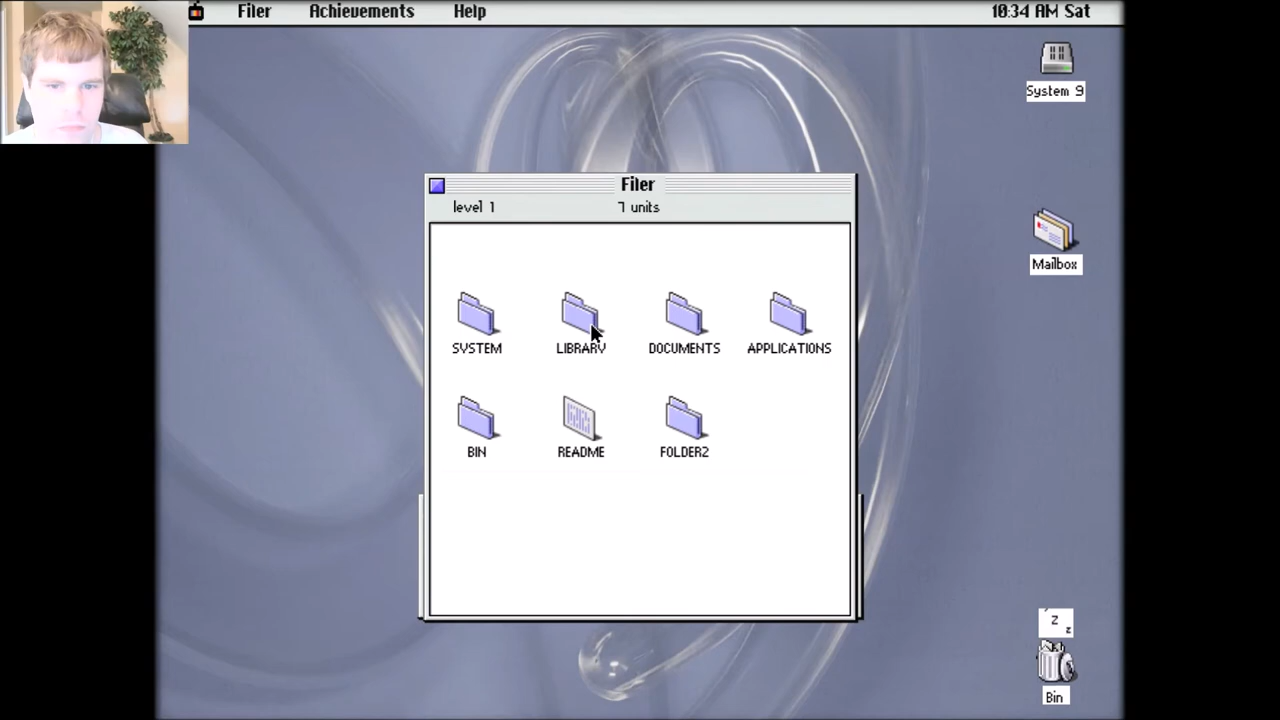 Filer Achievements Help 10:34 AM Sat
System 9
Filer
level 1 7 units
SYSTEM LIBRARY DOCUMENTS APPLICATIONS
Mailbox
BIN README FOLDER2
z z
Bin